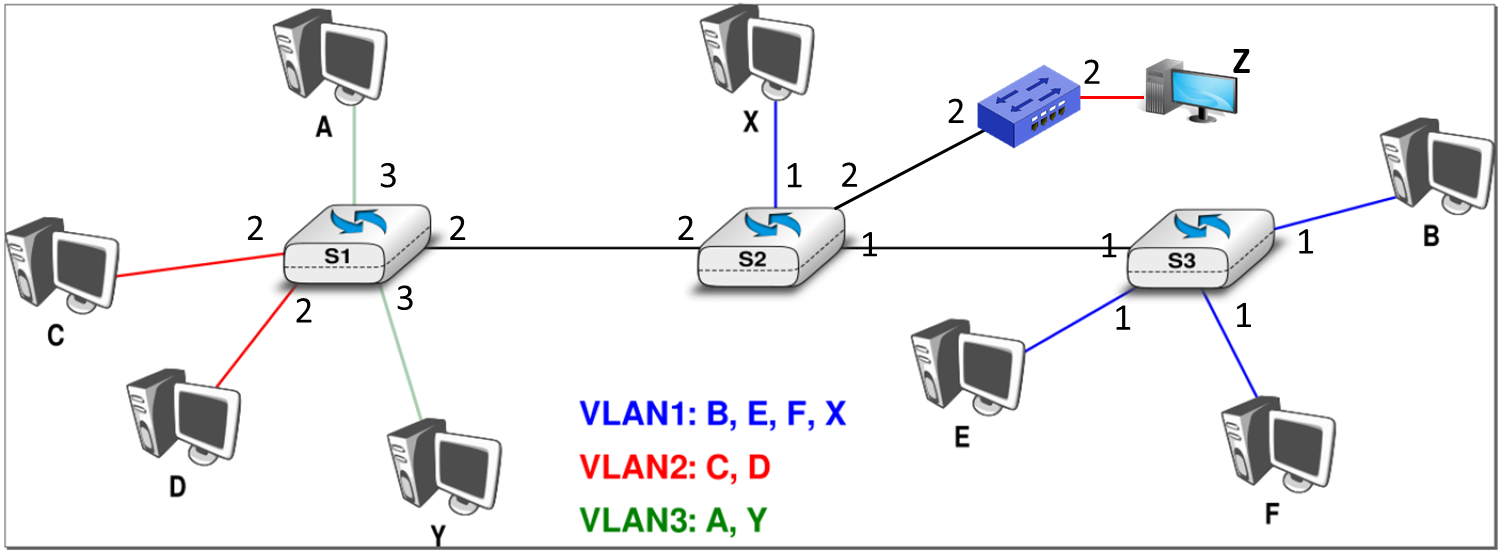 Z
2
A
X
2
3
1
2
B
C
2
S1
2
2
S2
1
1
S3
1
2
3
1
1
D
Y
E
F
VLAN1: B, E, F, X
VLAN2: C, D
VLAN3: A, Y